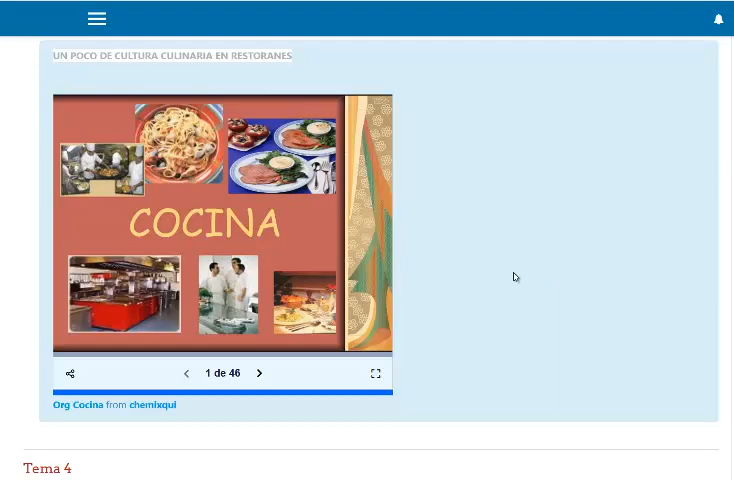 UN POCO DE CULTURA CULINARIA EN RESTORANES
COCINA
1 de 46
Org Cocina from chemixqui
Tema 4